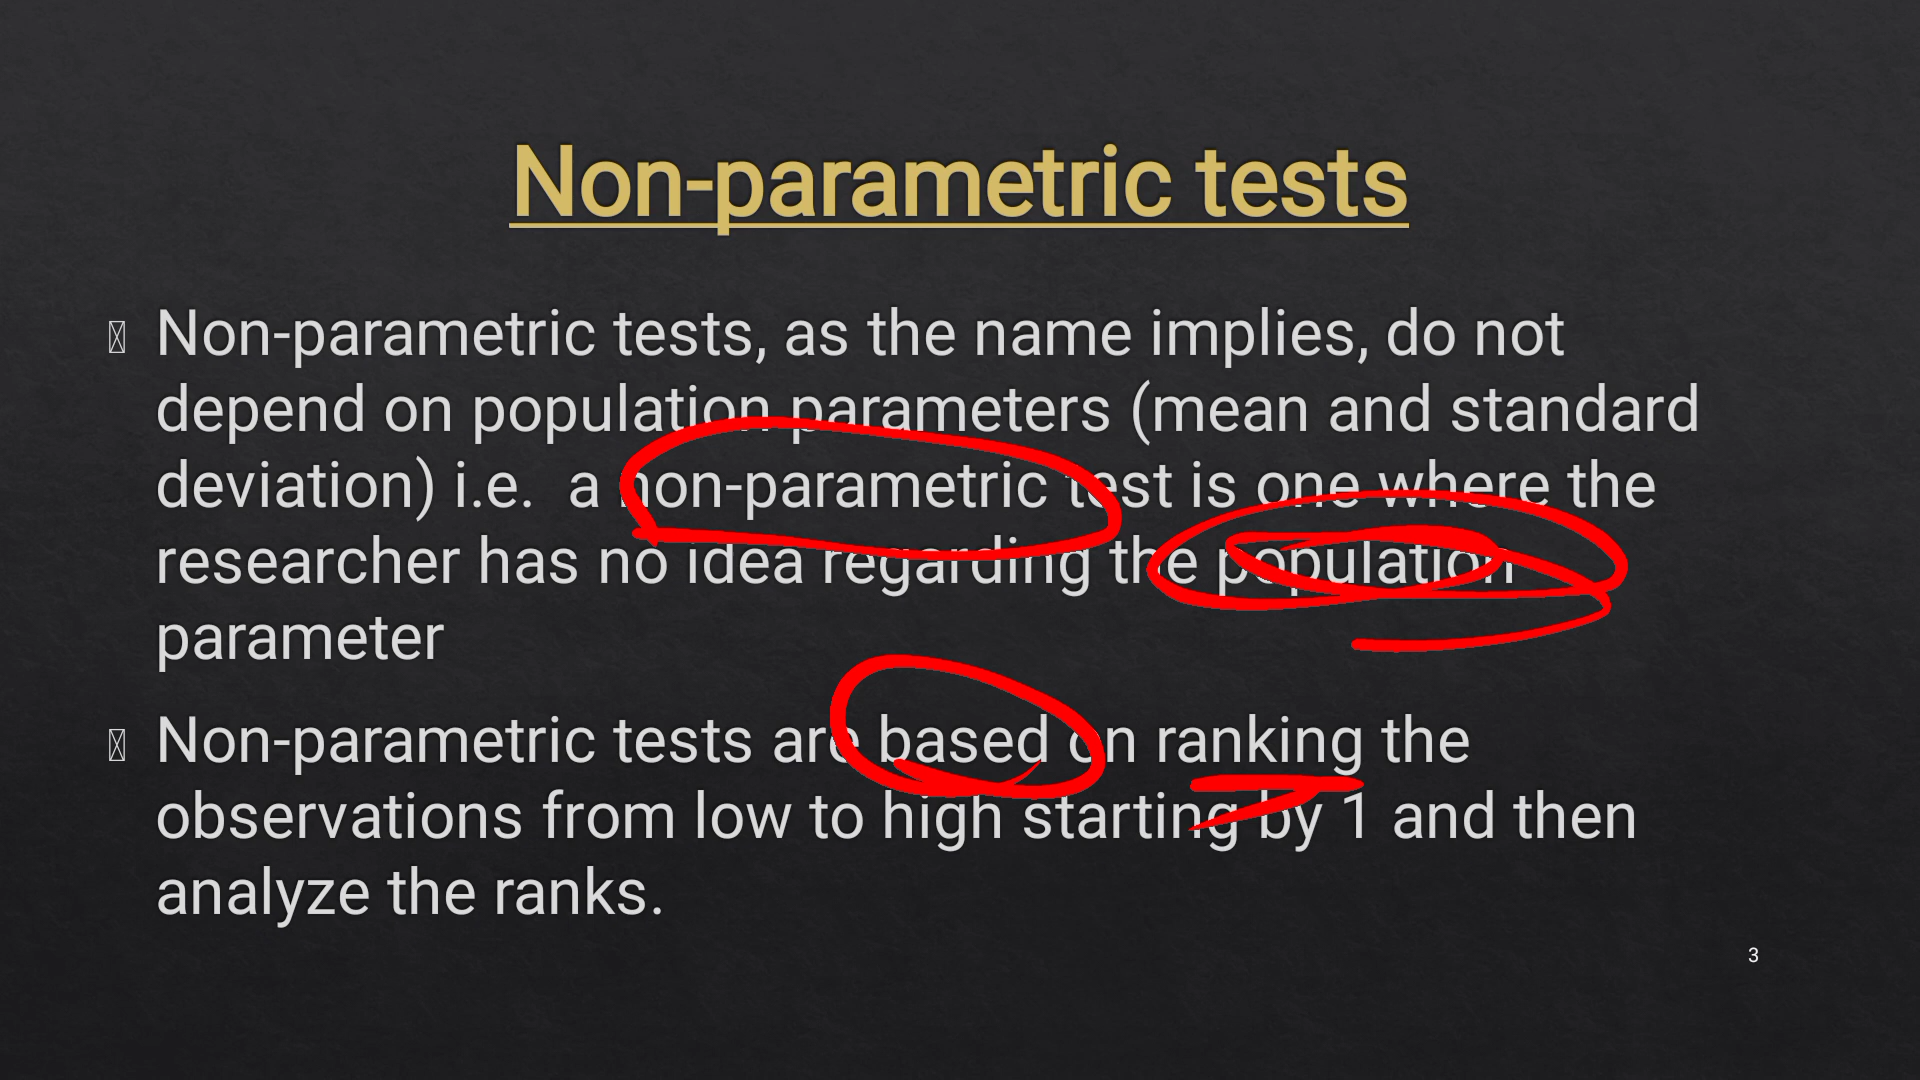 Non-parametric tests
Non-parametric tests, as the name implies, do not
depend on population parameters (mean and standard
deviation) i.e. a non-parametric test is one where the
researcher has no idea regarding the population
parameter
Non-parametric tests are based on ranking the
observations from low to high starting by 1 and then
analyze the ranks.
3